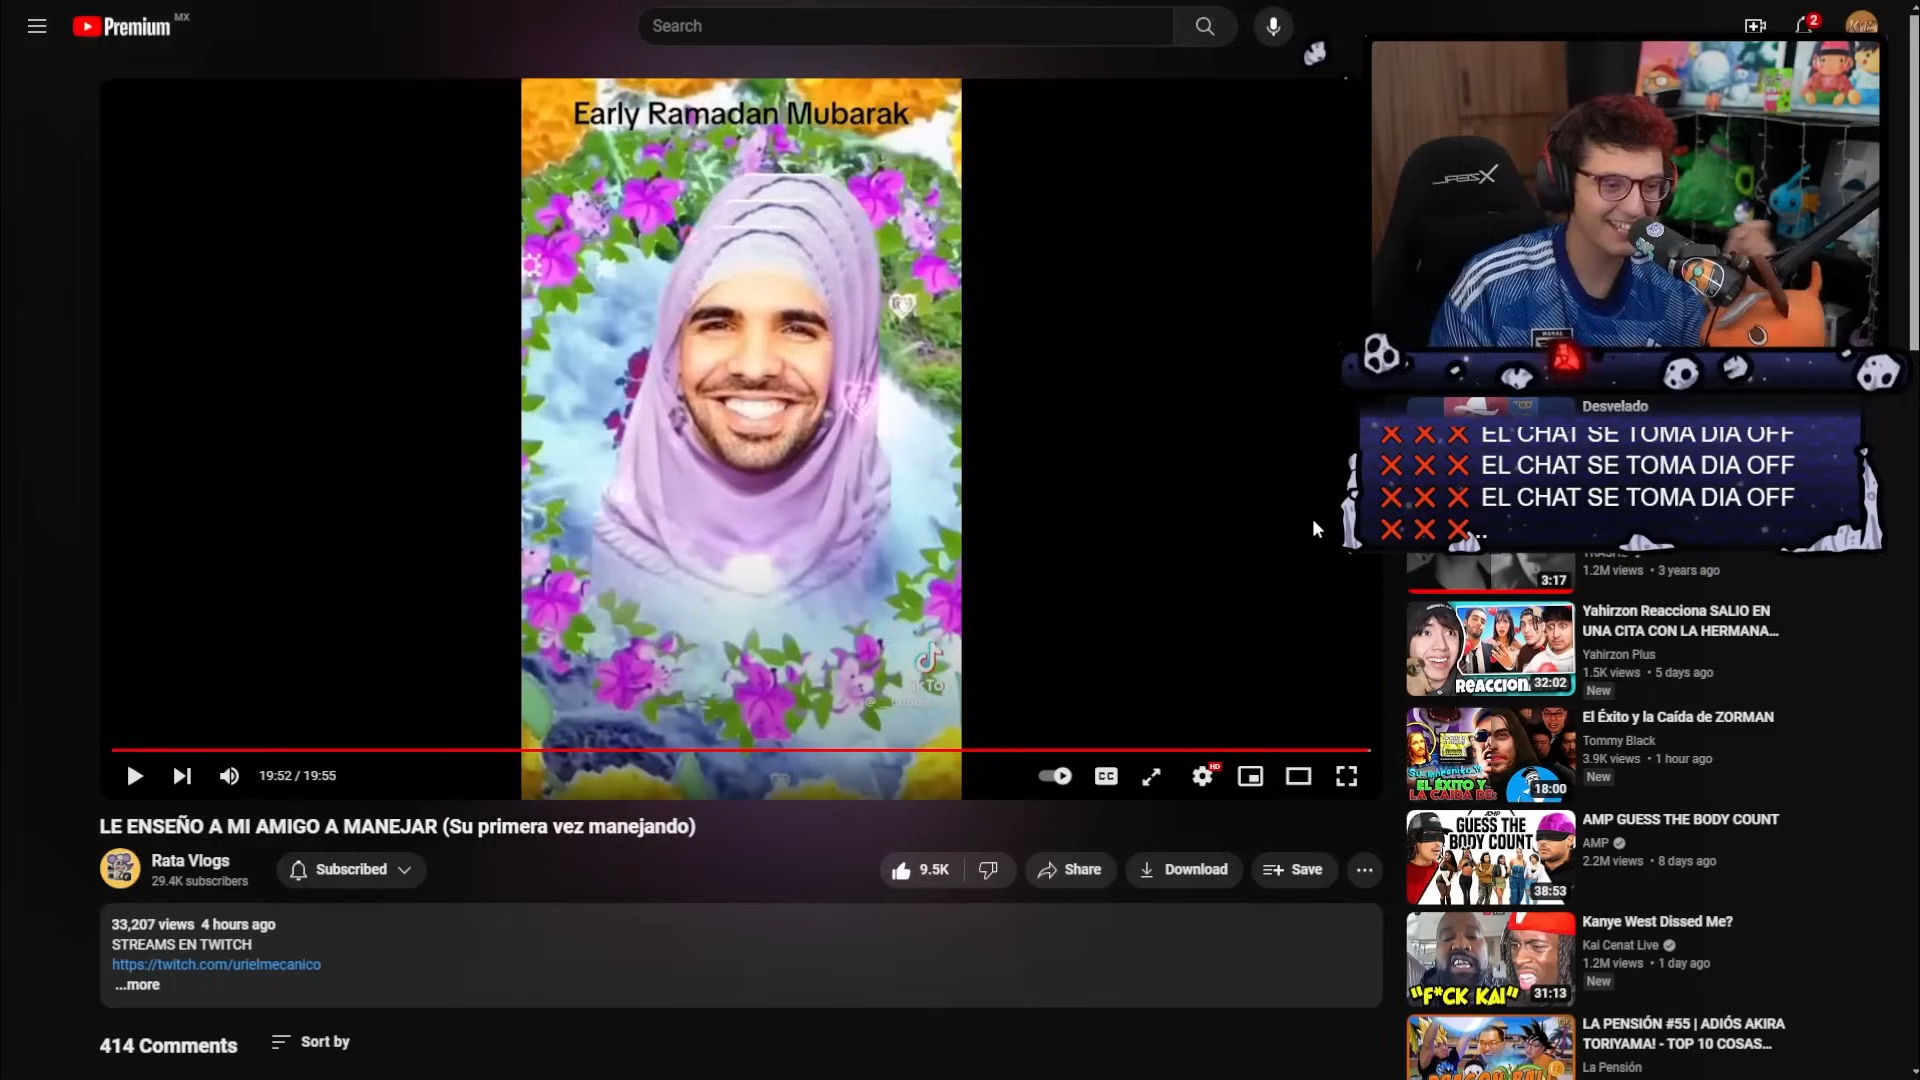 Premium MX
Search
2
Early Ramadan Mubarak
19:52 / 19:55
CC
HD
LE ENSEÑO A MI AMIGO A MANEJAR (Su primera vez manejando)
Rata Vlogs
29.4K subscribers
Subscribed
9.5K
Share
Download
Save
33,207 views 4 hours ago
STREAMS EN TWITCH
https://twitch.com/urielmecanico
...more
414 Comments
Sort by
Desvelado
❌ ❌ ❌ EL CHAT SE TOMA DIA OFF
❌ ❌ ❌ EL CHAT SE TOMA DIA OFF
❌ ❌ ❌ EL CHAT SE TOMA DIA OFF
❌ ❌ ❌...
1.2M views • 3 years ago
3:17
Yahirzon Reacciona SALIO EN
UNA CITA CON LA HERMANA...
Yahirzon Plus
1.5K views • 5 days ago
New
REACCION
32:02
El Éxito y la Caída de ZORMAN
Tommy Black
3.9K views • 1 hour ago
New
EL ÉXITO Y
LA CAÍDA DE:
18:00
AMP GUESS THE BODY COUNT
AMP
2.2M views • 8 days ago
AMP
GUESS THE
BODY COUNT
38:53
Kanye West Dissed Me?
Kai Cenat Live
1.2M views • 1 day ago
New
"F*CK KAI"
31:13
LA PENSIÓN #55 | ADIÓS AKIRA
TORIYAMA! - TOP 10 COSAS...
La Pensión